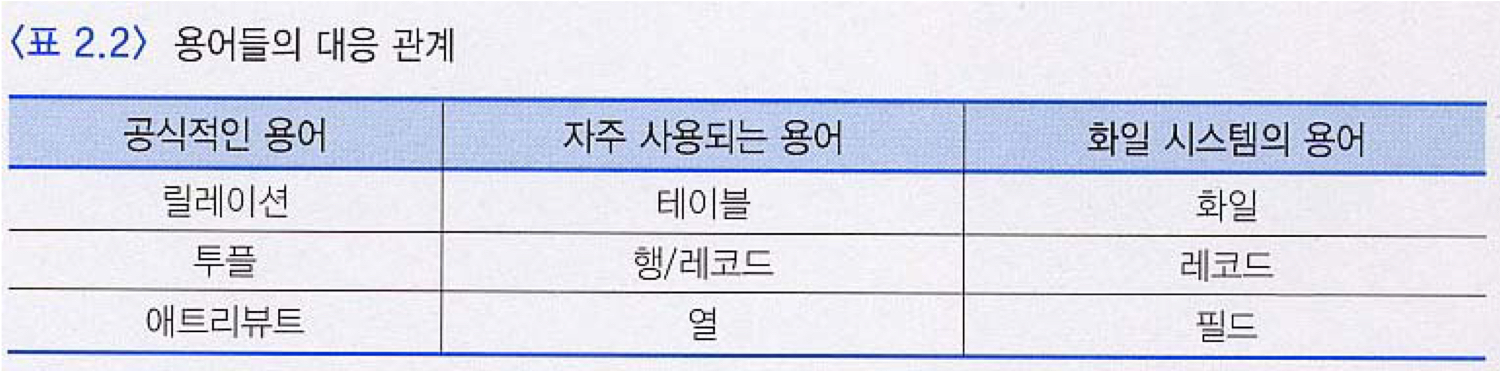 〈표 2.2〉 용어들의 대응 관계
공식적인 용어 자주 사용되는 용어 화일 시스템의 용어
릴레이션 테이블 화일
투플 행/레코드 레코드
애트리뷰트 열 필드